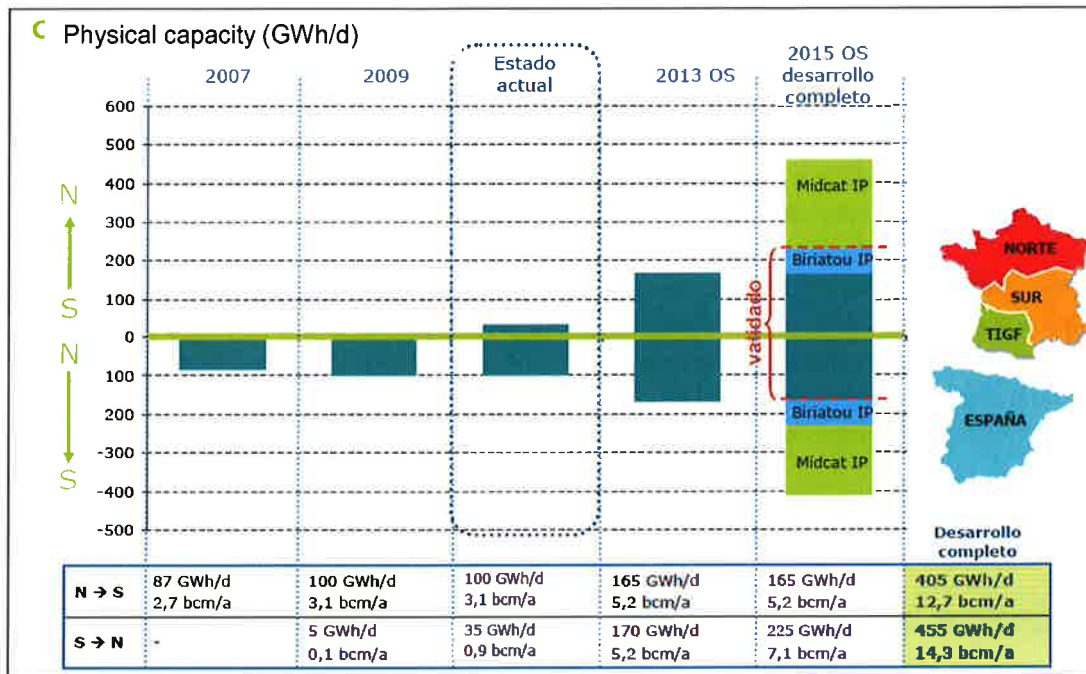 C Physical capacity (GWh/d)
2007
2009
Estado
actual
2013 OS
2015 OS
desarrollo
completo
600
500
400
300
200
100
0
100
200
-300
-400
-500
N
S
N
S
Midcat IP
Biriatou IP
validado
Biriatou IP
Midcat IP
NORTE
SUR
TIGF
ESPAÑA
Desarrollo
completo
N → S
87 GWh/d
2,7 bcm/a
100 GWh/d
3,1 bcm/a
100 GWh/d
3,1 bcm/a
165 GWh/d
5,2 bcm/a
165 GWh/d
5,2 bcm/a
405 GWh/d
12,7 bcm/a
S → N
-
5 GWh/d
0,1 bcm/a
35 GWh/d
0,9 bcm/a
170 GWh/d
5,2 bcm/a
225 GWh/d
7,1 bcm/a
455 GWh/d
14,3 bcm/a